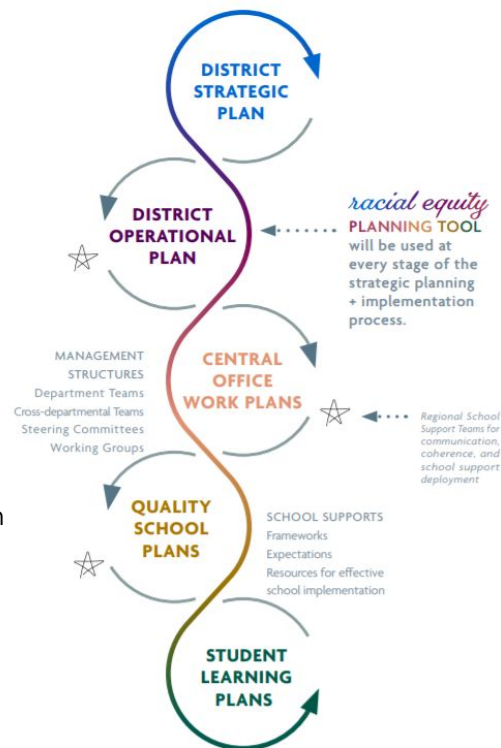 DISTRICT
STRATEGIC
PLAN
DISTRICT
OPERATIONAL
PLAN
racial equity
PLANNING TOOL
will be used at
every stage of the
strategic planning
+ implementation
process.
MANAGEMENT
STRUCTURES
Department Teams
Cross-departmental Teams
Steering Committees
Working Groups
CENTRAL
OFFICE
WORK PLANS
Regional School
Support Teams for
communication,
coherence, and
school support
deployment
n
QUALITY
SCHOOL
PLANS
SCHOOL SUPPORTS
Frameworks
Expectations
Resources for effective
school implementation
STUDENT
LEARNING
PLANS